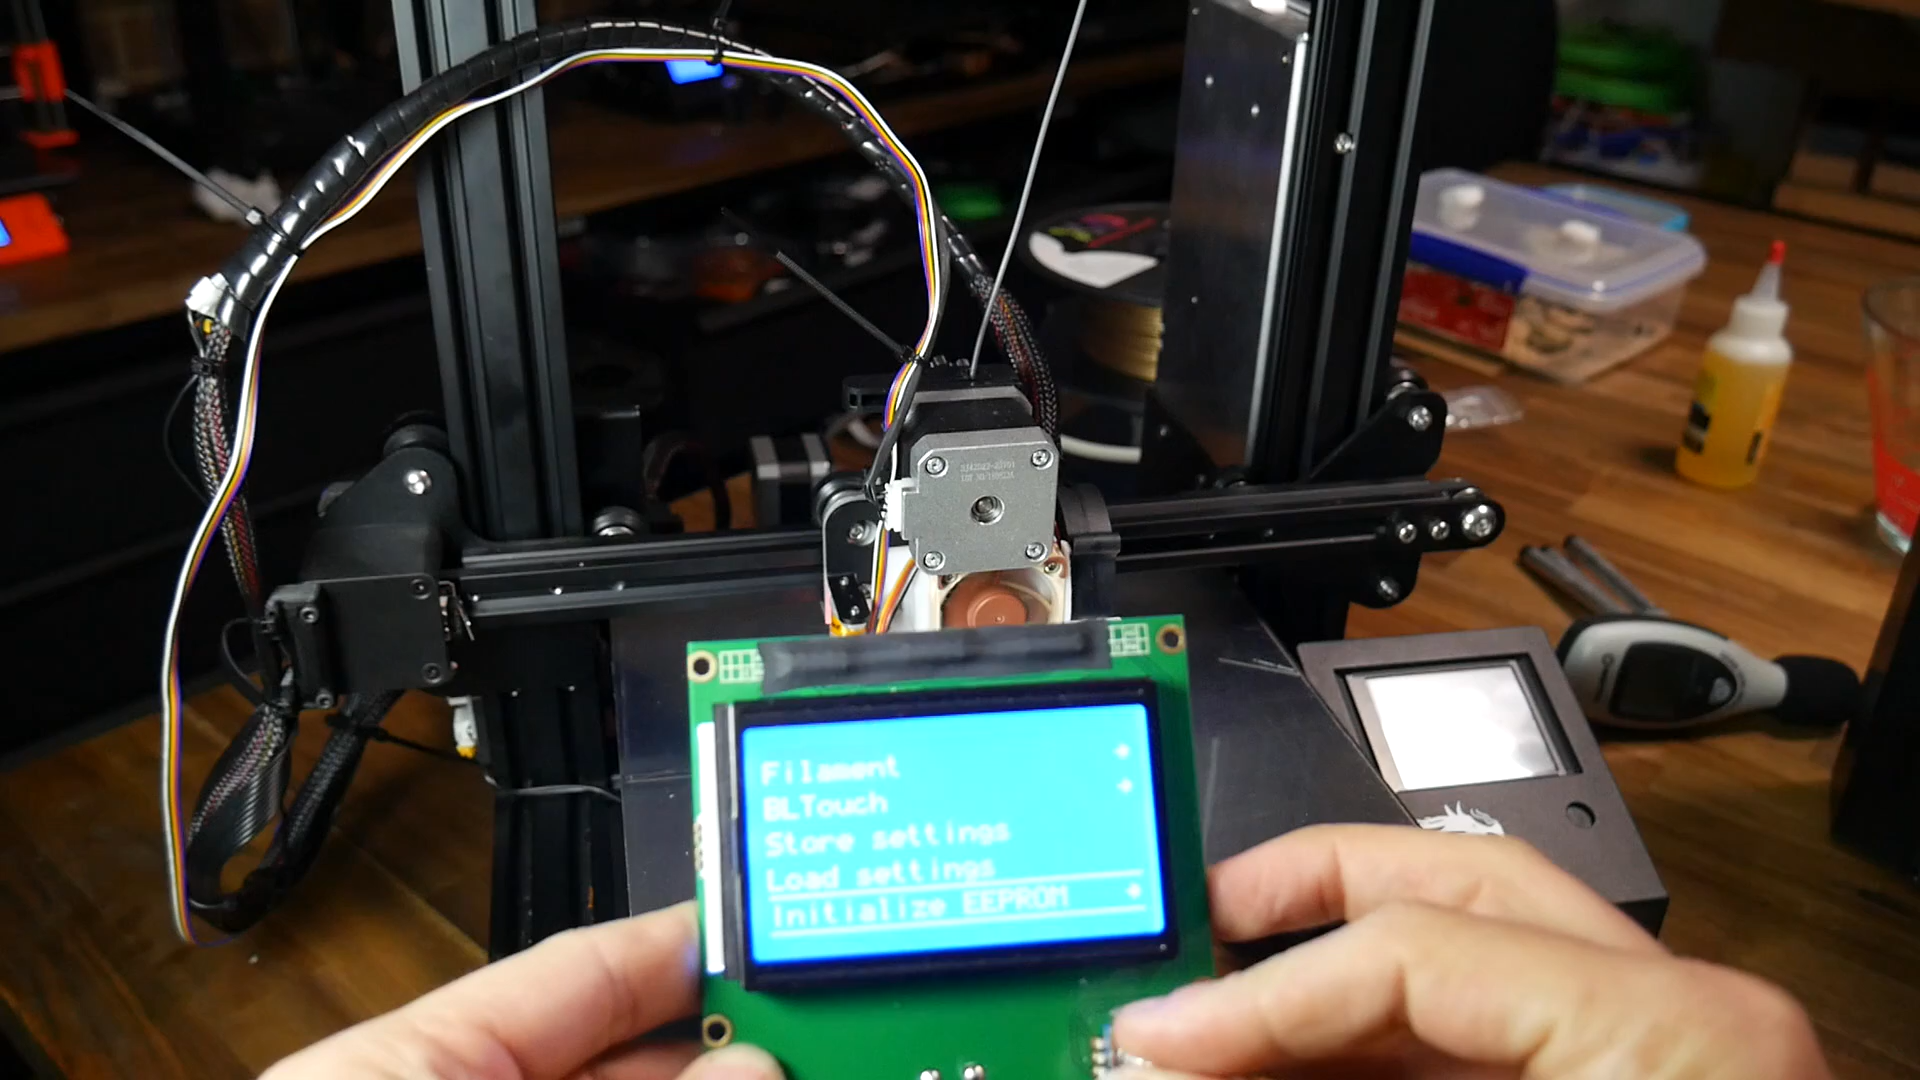 Filament
BLTouch
Store settings
Load settings
Initialize EEPROM